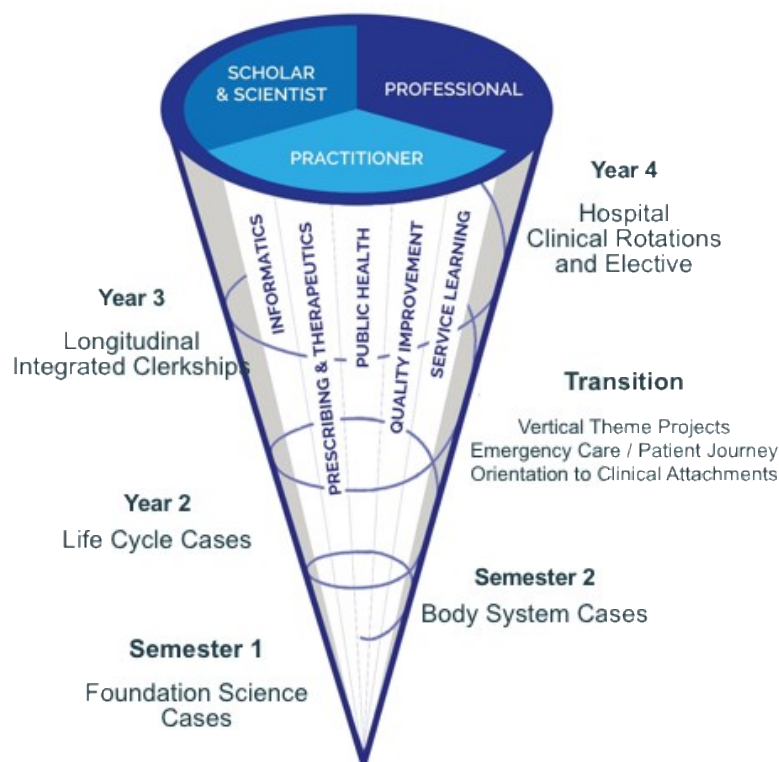 SCHOLAR
& SCIENTIST
PROFESSIONAL
PRACTITIONER
INFORMATICS
PRESCRIBING & THERAPEUTICS
PUBLIC HEALTH
QUALITY IMPROVEMENT
SERVICE LEARNING
Year 4
Hospital
Clinical Rotations
and Elective
Year 3
Longitudinal
Integrated Clerkships
Transition
Vertical Theme Projects
Emergency Care / Patient Journey
Orientation to Clinical Attachments
Year 2
Life Cycle Cases
Semester 2
Body System Cases
Semester 1
Foundation Science
Cases